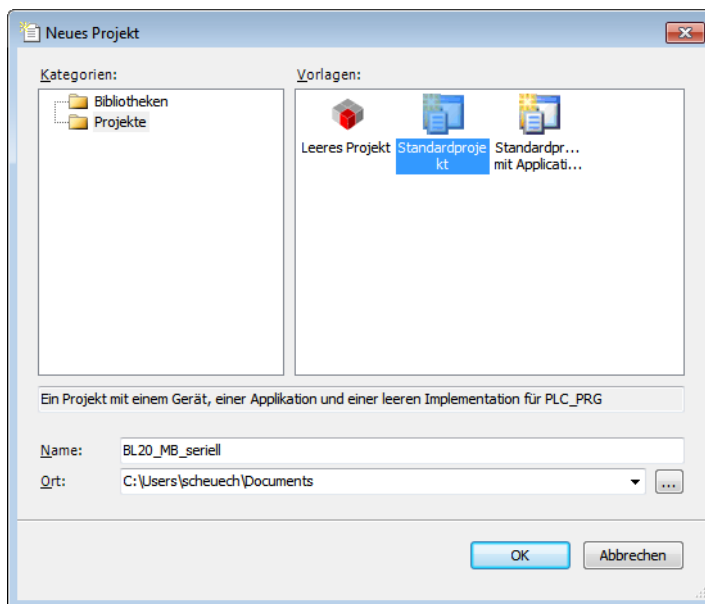 Neues Projekt
Kategorien:
Bibliotheken
Projekte
Vorlagen:
Leeres Projekt
Standardproje
kt
Standardpr...
mit Applicati...
Ein Projekt mit einem Gerät, einer Applikation und einer leeren Implementation für PLC_PRG
Name: BL20_MB_seriell
Ort: C:\Users\scheuech\Documents
...
OK Abbrechen